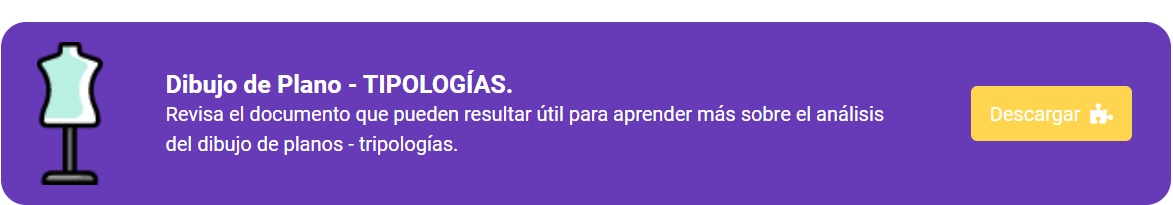 Dibujo de Plano - TIPOLOGÍAS.
Revisa el documento que pueden resultar útil para aprender más sobre el análisis
del dibujo de planos - tripologías.
Descargar